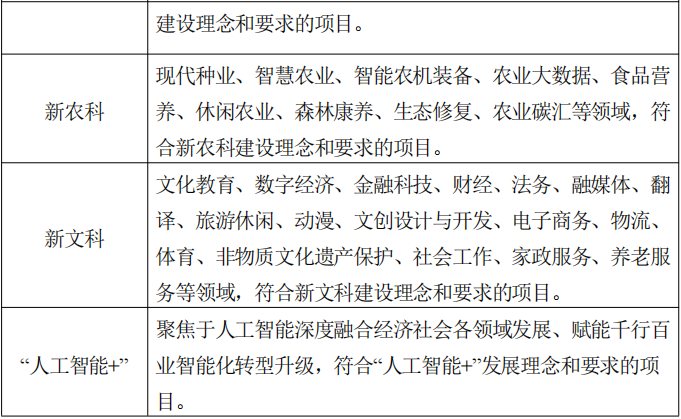 建设理念和要求的项目。
新农科
现代种业、智慧农业、智能农机装备、农业大数据、食品营
养、休闲农业、森林康养、生态修复、农业碳汇等领域，符
合新农科建设理念和要求的项目。
新文科
文化教育、数字经济、金融科技、财经、法务、融媒体、翻
译、旅游休闲、动漫、文创设计与开发、电子商务、物流、
体育、非物质文化遗产保护、社会工作、家政服务、养老服
务等领域，符合新文科建设理念和要求的项目。
“人工智能+”
聚焦于人工智能深度融合经济社会各领域发展、赋能千行百
业智能化转型升级，符合“人工智能+”发展理念和要求的项
目。